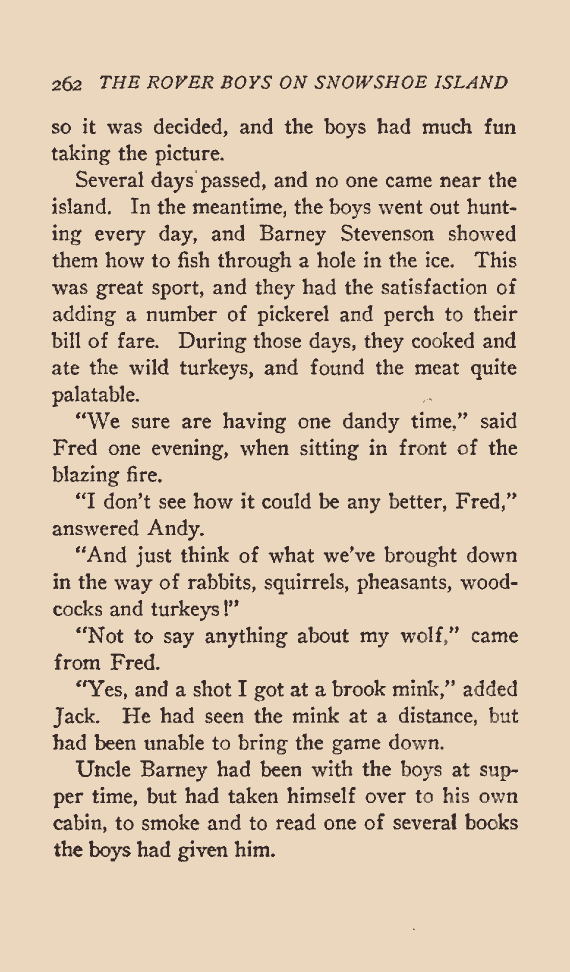 262 THE ROVER BOYS ON SNOWSHOE ISLAND
so it was decided, and the boys had much fun
taking the picture.
Several days passed, and no one came near the
island. In the meantime, the boys went out hunt-
ing every day, and Barney Stevenson showed
them how to fish through a hole in the ice. This
was great sport, and they had the satisfaction of
adding a number of pickerel and perch to their
bill of fare. During those days, they cooked and
ate the wild turkeys, and found the meat quite
palatable.
“We sure are having one dandy time,” said
Fred one evening, when sitting in front of the
blazing fire.
“I don’t see how it could be any better, Fred,”
answered Andy.
“And just think of what we’ve brought down
in the way of rabbits, squirrels, pheasants, wood-
cocks and turkeys!”
“Not to say anything about my wolf,” came
from Fred.
“Yes, and a shot I got at a brook mink,” added
Jack. He had seen the mink at a distance, but
had been unable to bring the game down.
Uncle Barney had been with the boys at sup-
per time, but had taken himself over to his own
cabin, to smoke and to read one of several books
the boys had given him.